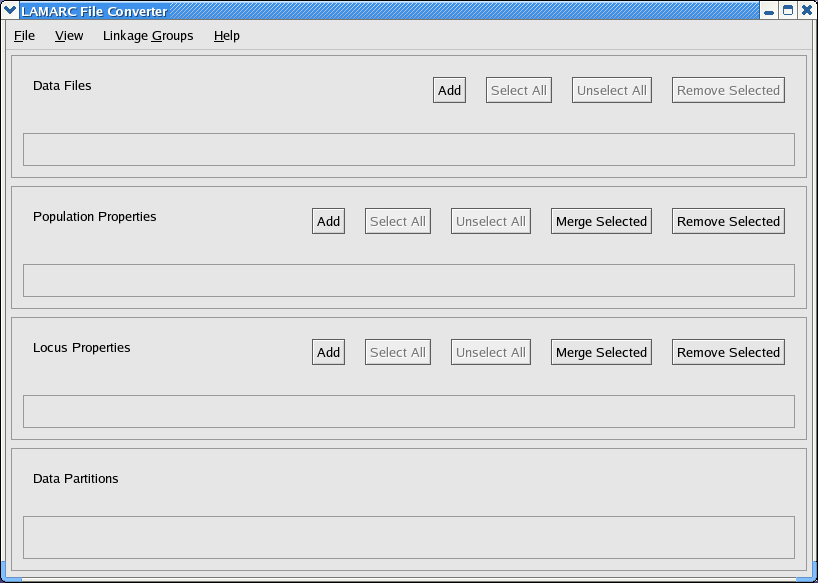 LAMARC File Converter
File View Linkage Groups Help
Data Files Add Select All Unselect All Remove Selected
Population Properties Add Select All Unselect All Merge Selected Remove Selected
Locus Properties Add Select All Unselect All Merge Selected Remove Selected
Data Partitions